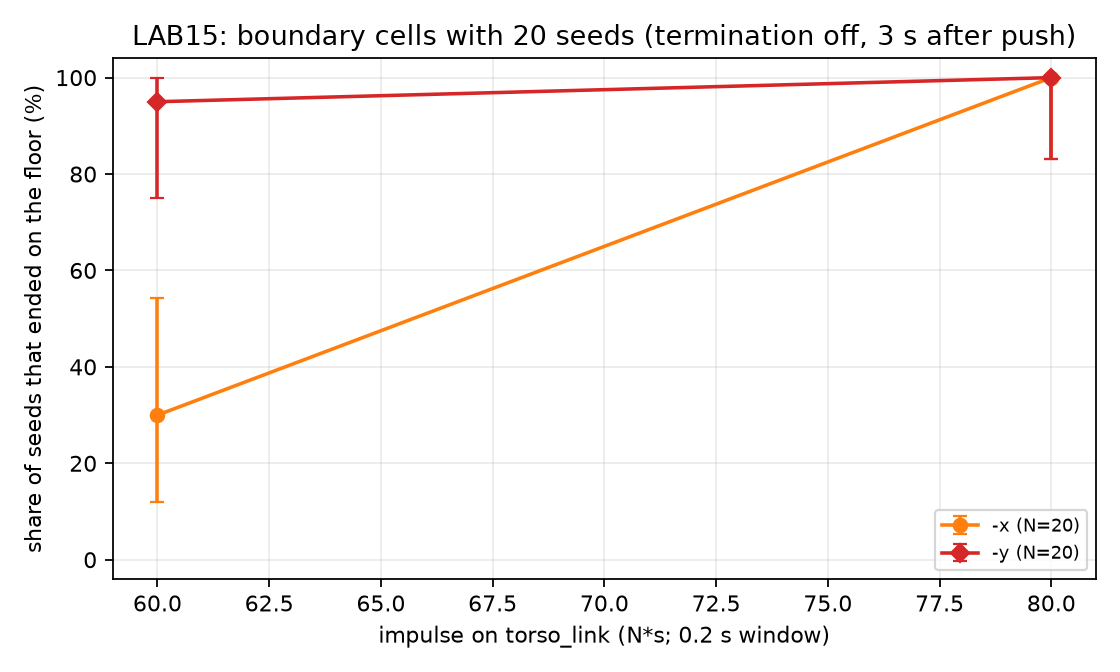 LAB15: boundary cells with 20 seeds (termination off, 3 s after push)
share of seeds that ended on the floor (%)
100
80
60
40
20
0
60.0 62.5 65.0 67.5 70.0 72.5 75.0 77.5 80.0
impulse on torso_link (N*s; 0.2 s window)
-x (N=20)
-y (N=20)